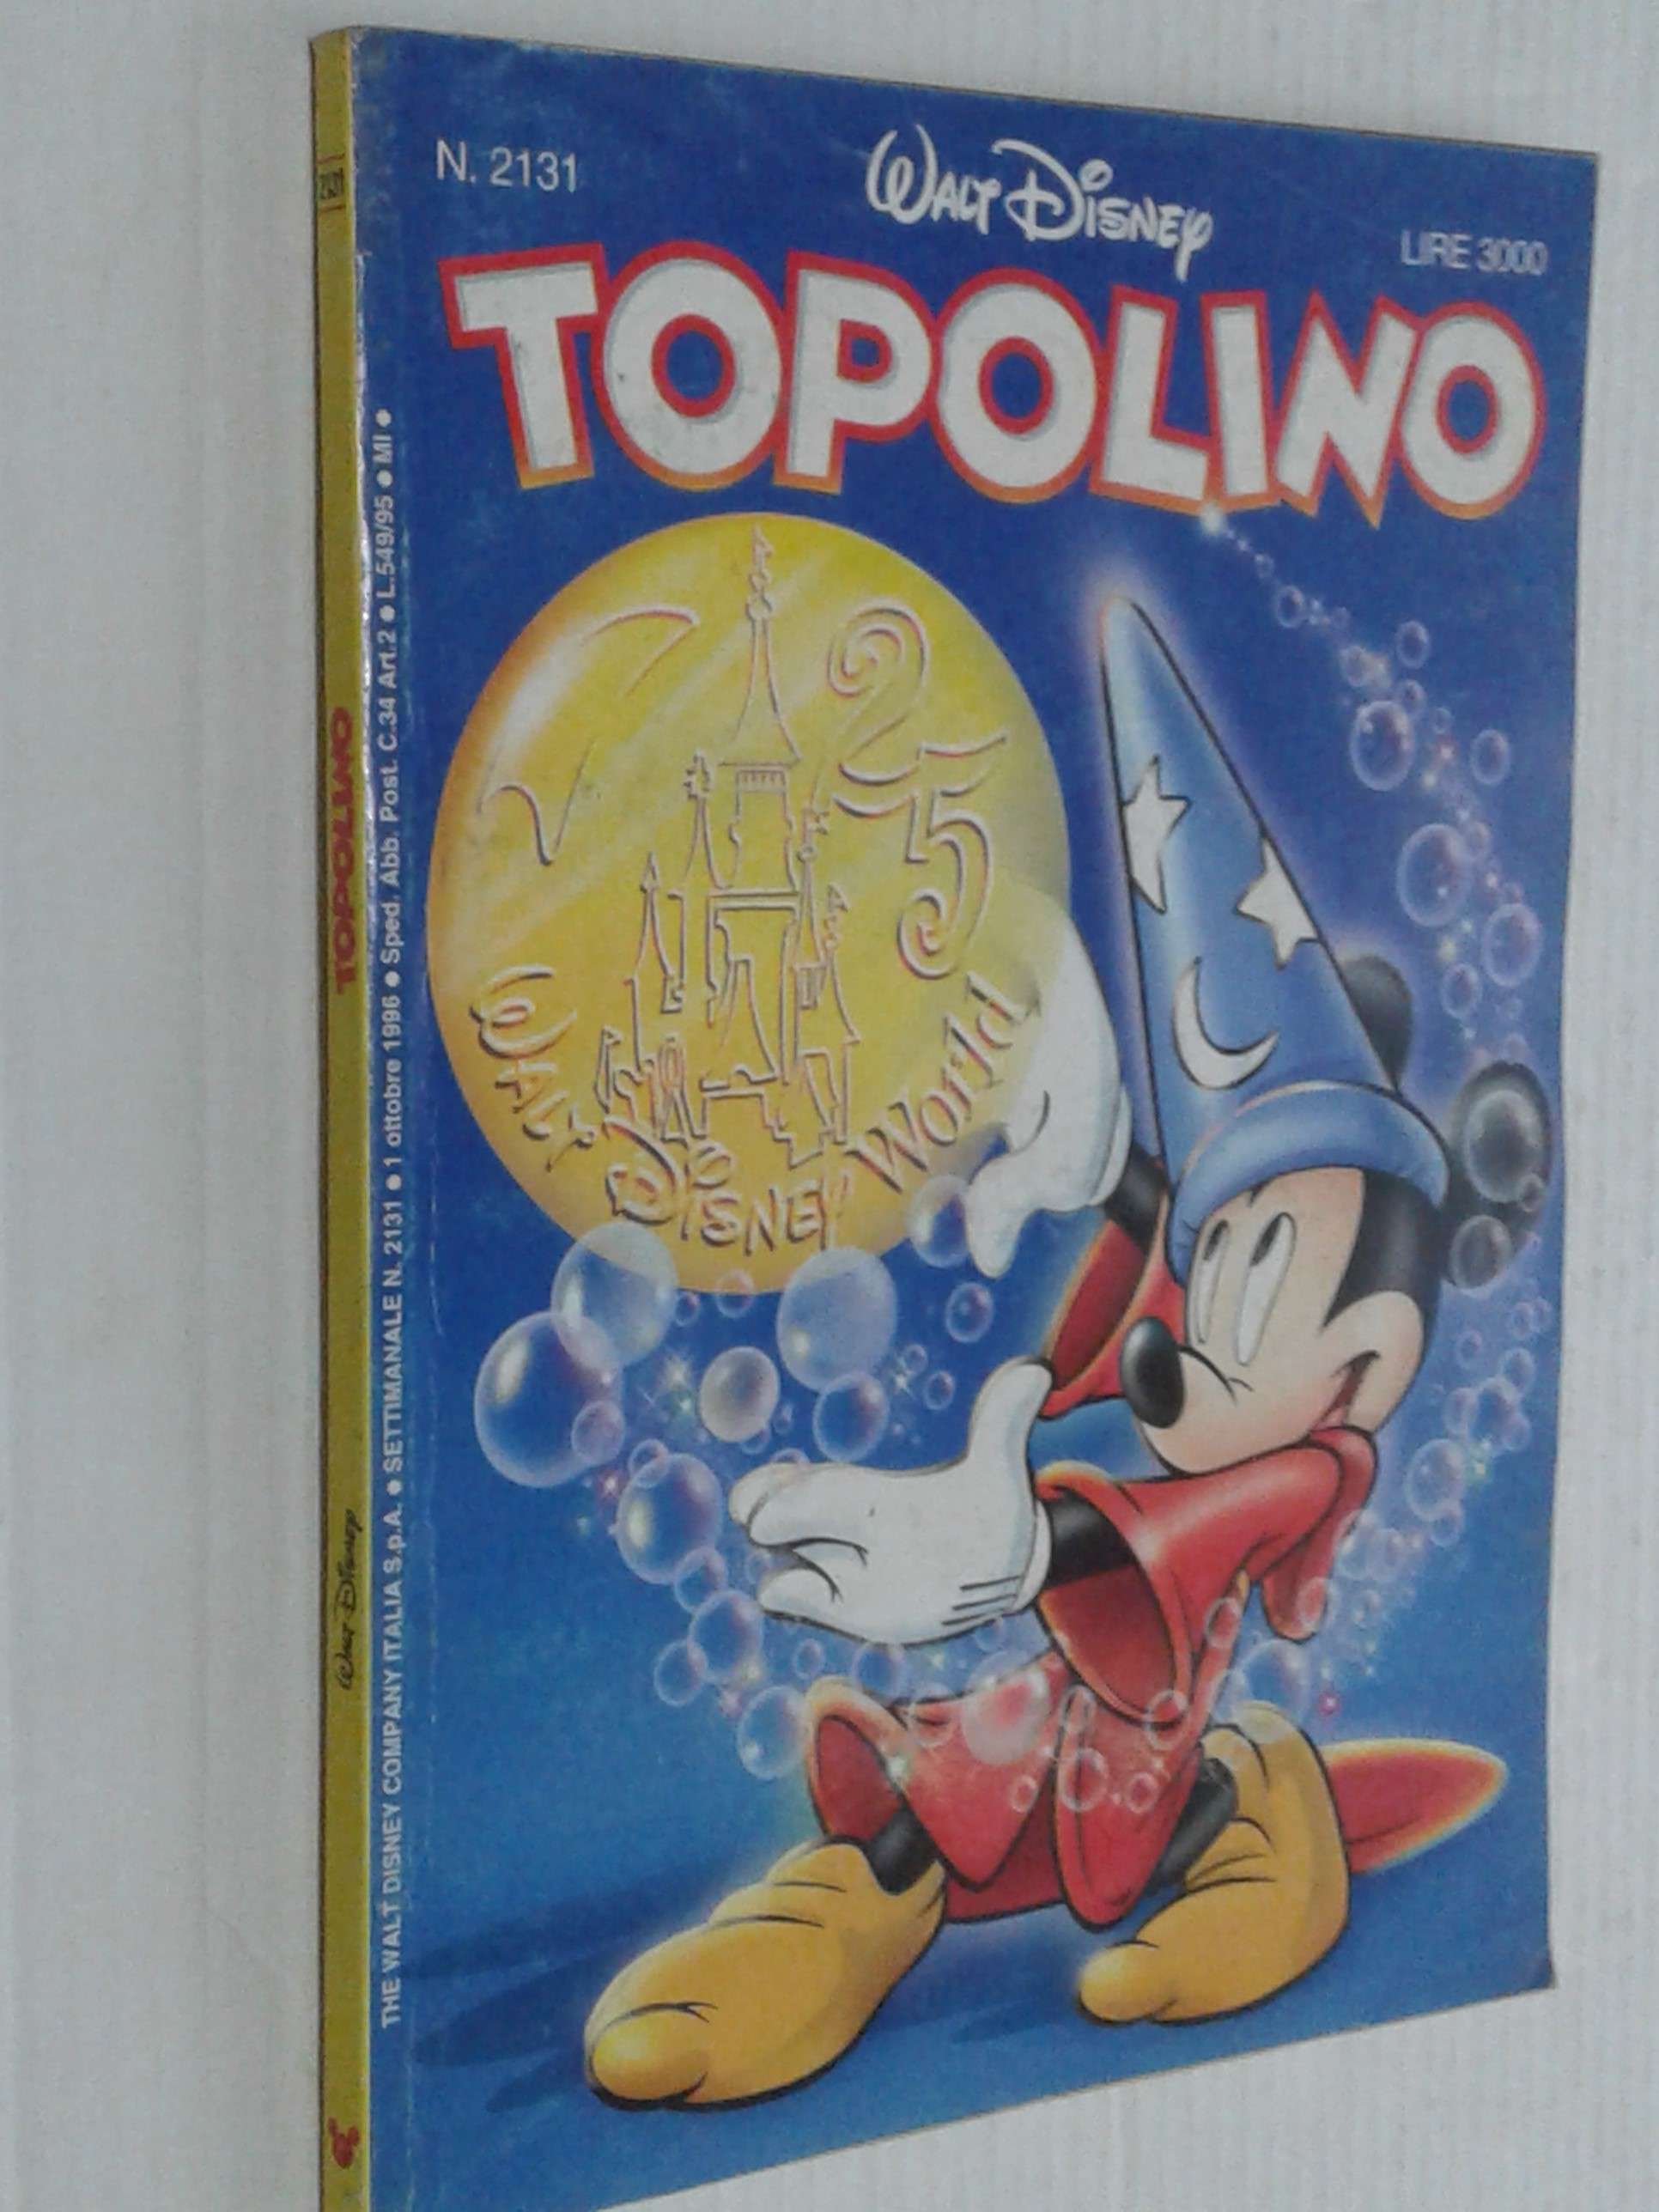 N. 2131
WALT DISNEY
LIRE 3000
TOPOLINO
25
WALT DISNEY World
THE WALT DISNEY COMPANY ITALIA S.p.A. ● SETTIMANALE N. 2131 ● 1 ottobre 1996 ● Sped. Abb. Post. C.34 Art.2 ● L.549/95 ● MI ●
2131
TOPOLINO
WALT DISNEY